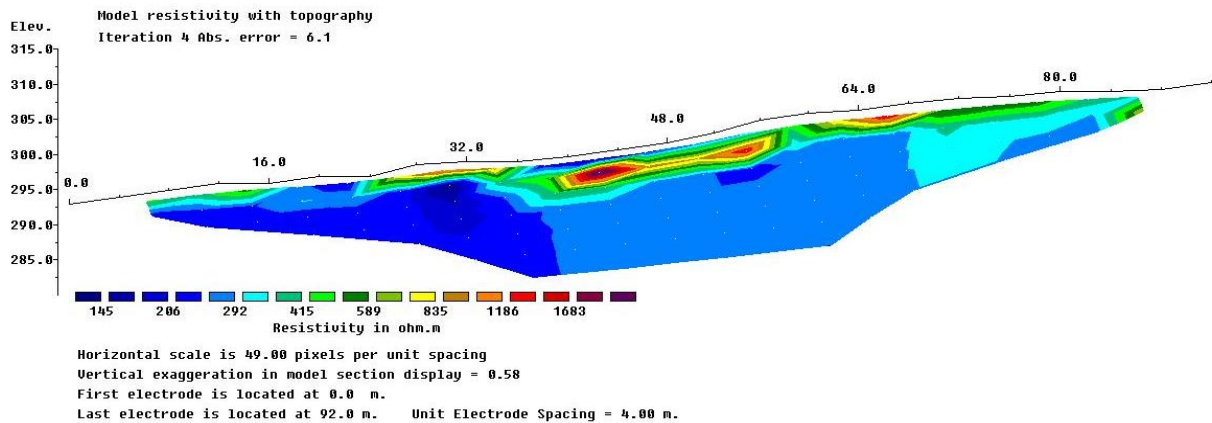 Model resistivity with topography
Elev.
Iteration 4 Abs. error = 6.1
315.0
310.0
305.0
300.0
295.0
290.0
285.0
0.0
16.0
32.0
48.0
64.0
80.0
145 206 292 415 589 835 1186 1683
Resistivity in ohm.m
Horizontal scale is 49.00 pixels per unit spacing
Vertical exaggeration in model section display = 0.58
First electrode is located at 0.0 m.
Last electrode is located at 92.0 m. Unit Electrode Spacing = 4.00 m.